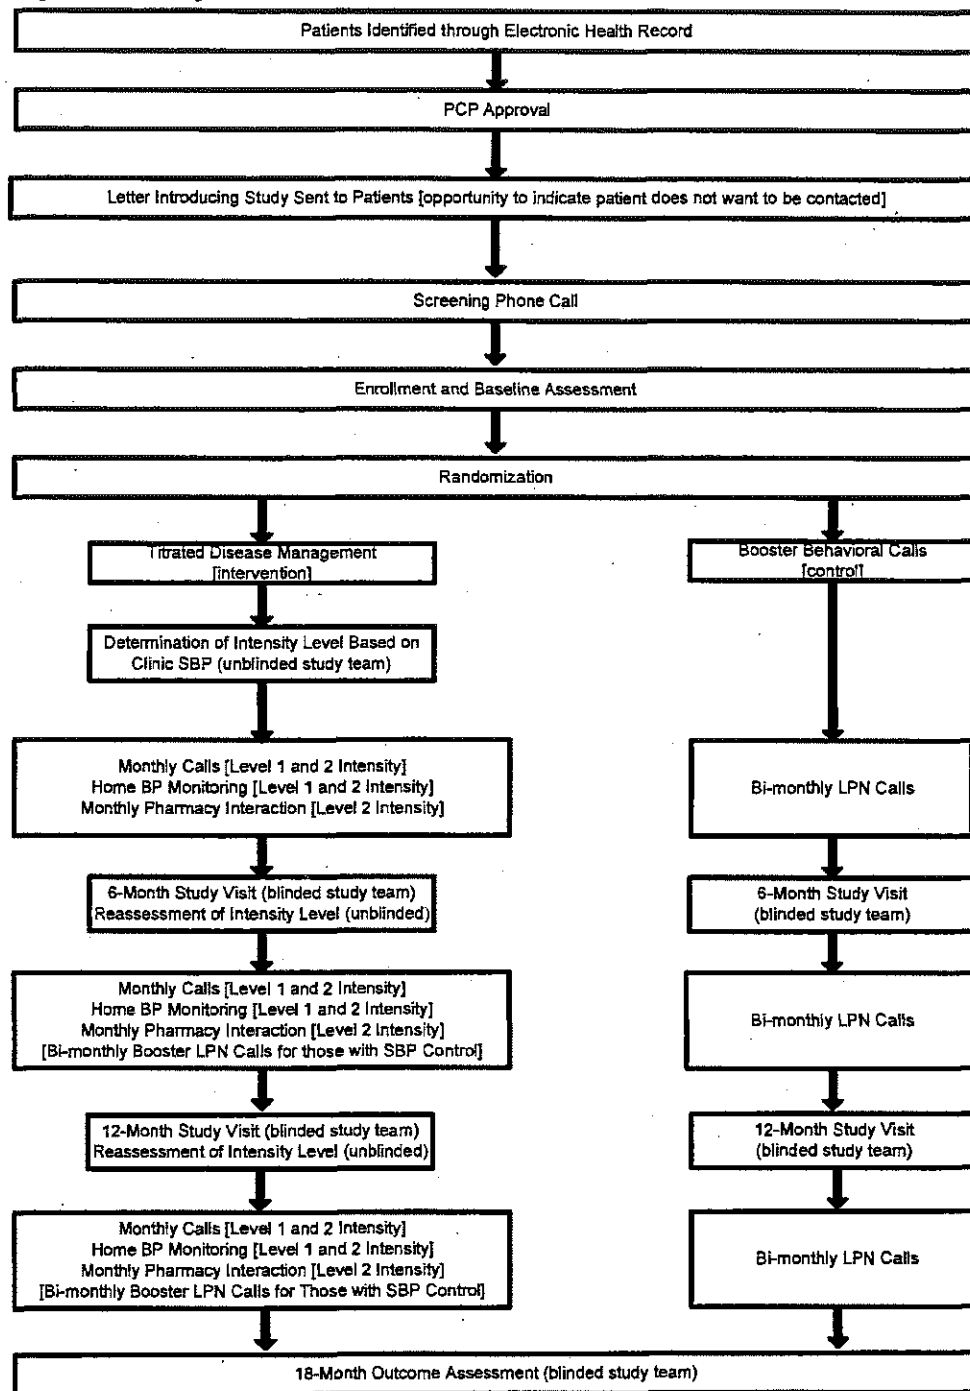 Patients Identified through Electronic Health Record
PCP Approval
Letter Introducing Study Sent to Patients [opportunity to indicate patient does not want to be contacted]
Screening Phone Call
Enrollment and Baseline Assessment
Randomization
Titrated Disease Management
[intervention]
Booster Behavioral Calls
[control]
Determination of Intensity Level Based on
Clinic SBP (unblinded study team)
Monthly Calls [Level 1 and 2 Intensity]
Home BP Monitoring [Level 1 and 2 Intensity]
Monthly Pharmacy Interaction [Level 2 Intensity]
Bi-monthly LPN Calls
6-Month Study Visit (blinded study team)
Reassessment of Intensity Level (unblinded)
6-Month Study Visit
(blinded study team)
Monthly Calls [Level 1 and 2 Intensity]
Home BP Monitoring [Level 1 and 2 Intensity]
Monthly Pharmacy Interaction [Level 2 Intensity]
[Bi-monthly Booster LPN Calls for those with SBP Control]
Bi-monthly LPN Calls
12-Month Study Visit (blinded study team)
Reassessment of Intensity Level (unblinded)
12-Month Study Visit
(blinded study team)
Monthly Calls [Level 1 and 2 Intensity]
Home BP Monitoring [Level 1 and 2 Intensity]
Monthly Pharmacy Interaction [Level 2 Intensity]
[Bi-monthly Booster LPN Calls for Those with SBP Control]
Bi-monthly LPN Calls
18-Month Outcome Assessment (blinded study team)